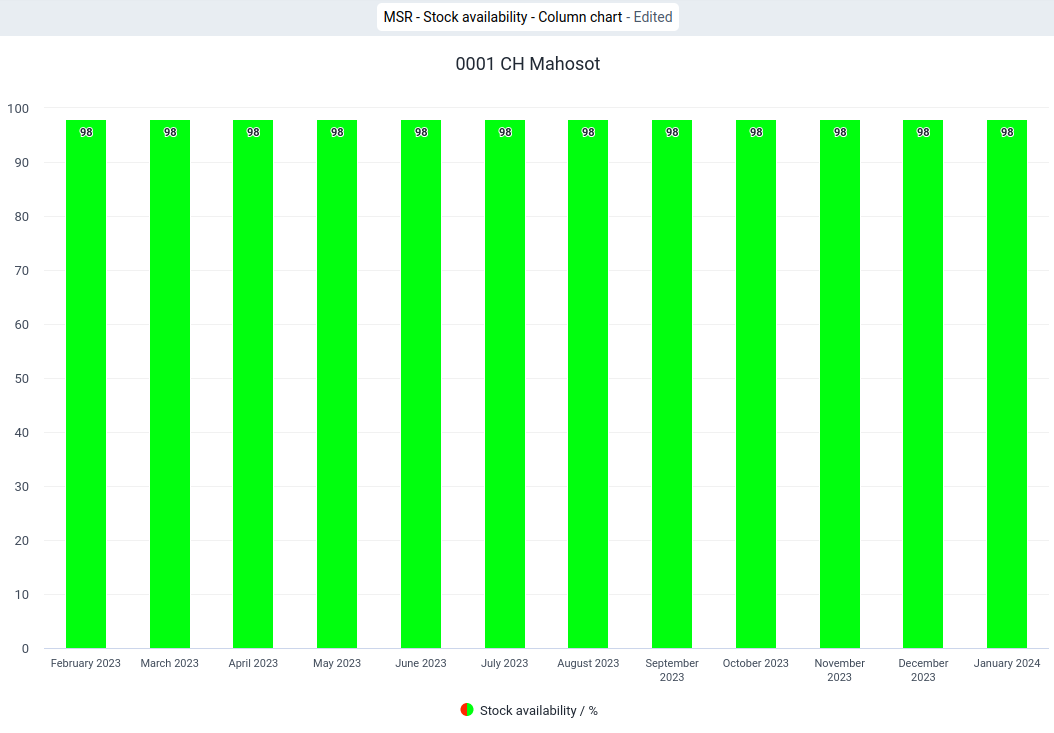 MSR - Stock availability - Column chart - Edited
0001 CH Mahosot
100
90
80
70
60
50
40
30
20
10
0
98 98 98 98 98 98 98 98 98 98 98 98
February 2023 March 2023 April 2023 May 2023 June 2023 July 2023 August 2023 September 2023 October 2023 November 2023 December 2023 January 2024
Stock availability / %